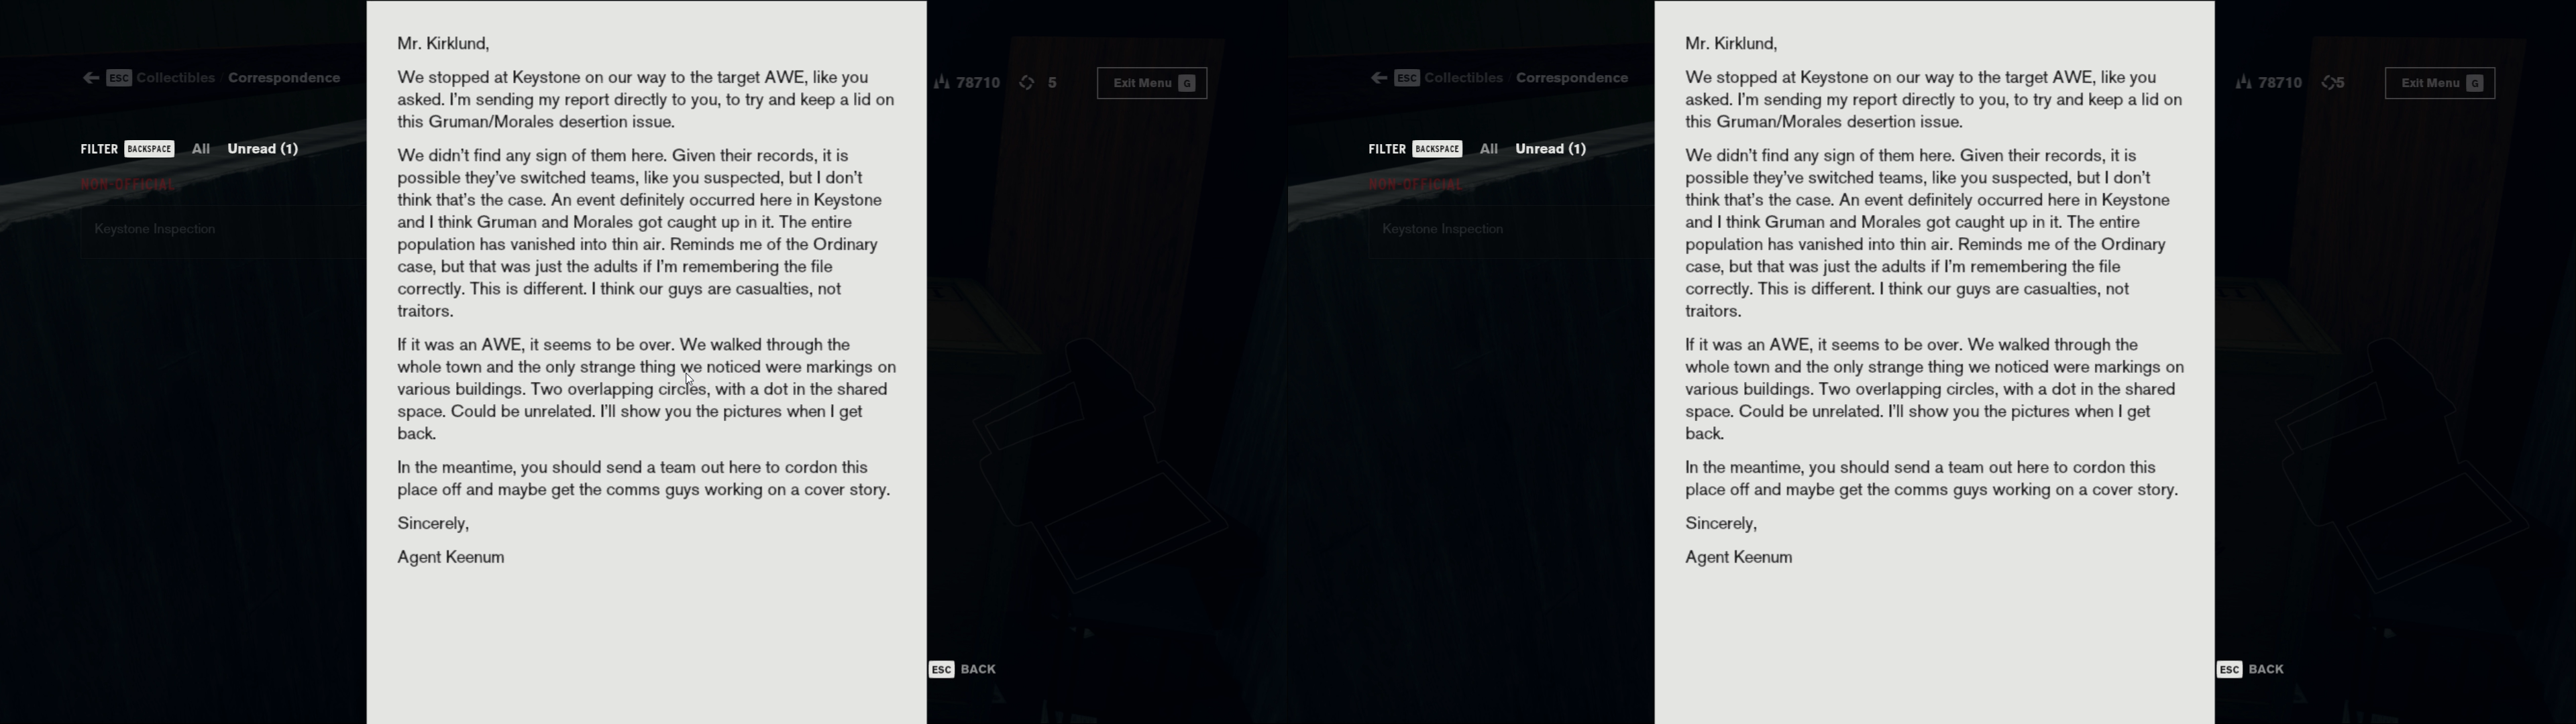 ← ESC Collectibles / Correspondence
FILTER BACKSPACE All Unread (1)
NON-OFFICIAL
Keystone Inspection
Mr. Kirklund,
We stopped at Keystone on our way to the target AWE, like you
asked. I'm sending my report directly to you, to try and keep a lid on
this Gruman/Morales desertion issue.
We didn't find any sign of them here. Given their records, it is
possible they've switched teams, like you suspected, but I don't
think that's the case. An event definitely occurred here in Keystone
and I think Gruman and Morales got caught up in it. The entire
population has vanished into thin air. Reminds me of the Ordinary
case, but that was just the adults if I'm remembering the file
correctly. This is different. I think our guys are casualties, not
traitors.
If it was an AWE, it seems to be over. We walked through the
whole town and the only strange thing we noticed were markings on
various buildings. Two overlapping circles, with a dot in the shared
space. Could be unrelated. I'll show you the pictures when I get
back.
In the meantime, you should send a team out here to cordon this
place off and maybe get the comms guys working on a cover story.
Sincerely,
Agent Keenum
78710 5 Exit Menu G
ESC BACK
← ESC Collectibles / Correspondence
FILTER BACKSPACE All Unread (1)
NON-OFFICIAL
Keystone Inspection
Mr. Kirklund,
We stopped at Keystone on our way to the target AWE, like you
asked. I'm sending my report directly to you, to try and keep a lid on
this Gruman/Morales desertion issue.
We didn't find any sign of them here. Given their records, it is
possible they've switched teams, like you suspected, but I don't
think that's the case. An event definitely occurred here in Keystone
and I think Gruman and Morales got caught up in it. The entire
population has vanished into thin air. Reminds me of the Ordinary
case, but that was just the adults if I'm remembering the file
correctly. This is different. I think our guys are casualties, not
traitors.
If it was an AWE, it seems to be over. We walked through the
whole town and the only strange thing we noticed were markings on
various buildings. Two overlapping circles, with a dot in the shared
space. Could be unrelated. I'll show you the pictures when I get
back.
In the meantime, you should send a team out here to cordon this
place off and maybe get the comms guys working on a cover story.
Sincerely,
Agent Keenum
78710 5 Exit Menu G
ESC BACK